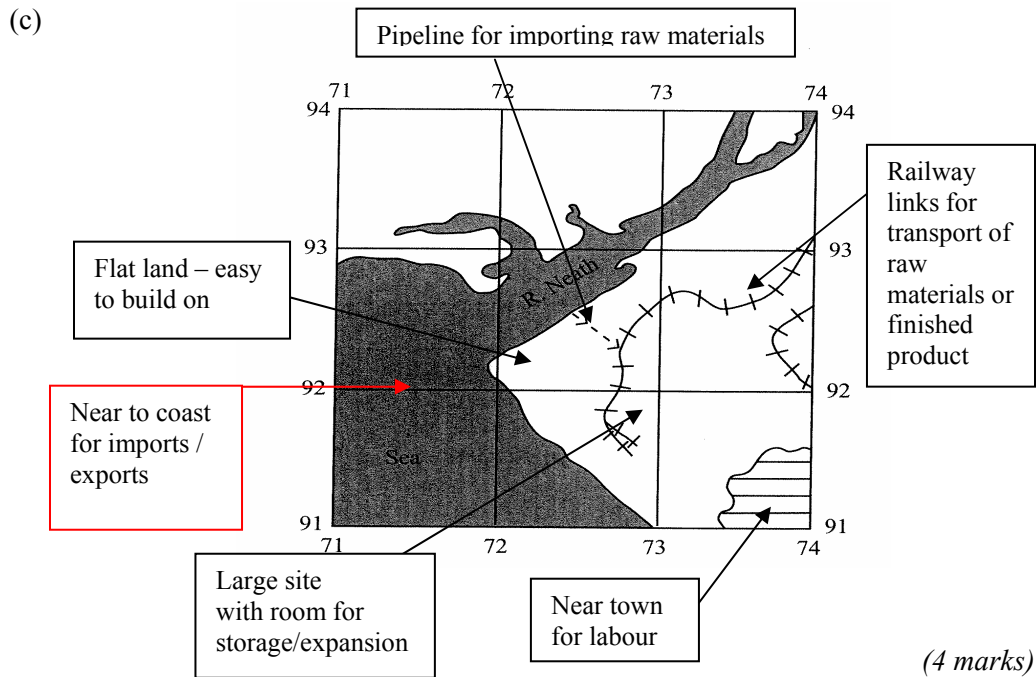 (c)
Pipeline for importing raw materials
71
72
73
74
94
94
Railway
links for
transport of
raw
materials or
finished
product
93
93
Flat land – easy
to build on
R. Neath
92
92
Near to coast
for imports /
exports
Sea
91
91
71
72
73
74
Large site
with room for
storage/expansion
Near town
for labour
(4 marks)